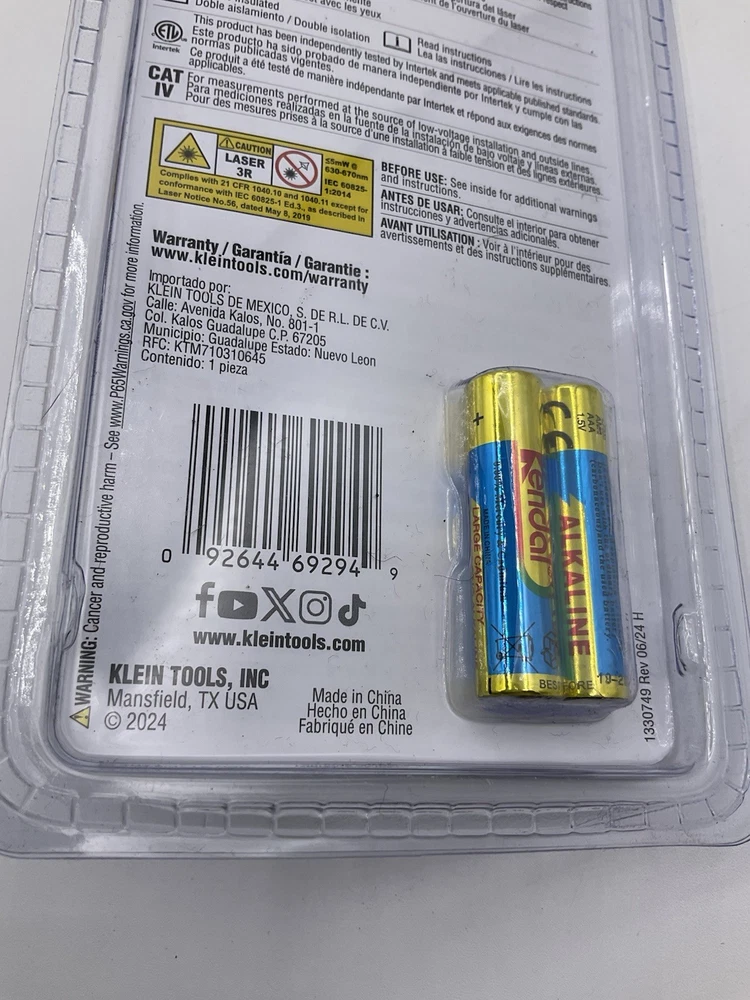 Insulated
Doble aislamiento / Double isolation
avec les yeux
de l'ouverture du laser
Intertek
This product has been independently tested by Intertek and meets applicable published standards.
Este producto ha sido probado de manera independiente por Intertek y cumple con las
normas publicadas vigentes.
Ce produit a été testé de manière indépendante par Intertek et répond aux exigences des normes
applicables.
Read instructions
Lea las instrucciones / Lire les instructions
CAT
IV
For measurements performed at the source of low-voltage installation and outside lines.
Para mediciones realizadas en la fuente de la instalación de bajo voltaje y líneas externas.
Pour des mesures prises à la source d'une installation à faible tension et des lignes extérieures
CAUTION
LASER
3R
≤5mW @
630-670nm
IEC 60825-
1:2014
Complies with 21 CFR 1040.10 and 1040.11 except for
conformance with IEC 60825-1 Ed.3., as described in
Laser Notice No.56, dated May 8, 2019
BEFORE USE: See inside for additional warnings
and instructions.
ANTES DE USAR: Consulte el interior para obtener
instrucciones y advertencias adicionales.
AVANT UTILISATION : Voir à l'intérieur pour des
avertissements et des instructions supplémentaires.
Warranty / Garantía / Garantie :
www.kleintools.com/warranty
Importado por:
KLEIN TOOLS DE MEXICO, S. DE R.L. DE C.V.
Calle: Avenida Kalos, No. 801-1
Col. Kalos Guadalupe C.P. 67205
Municipio: Guadalupe Estado: Nuevo Leon
RFC: KTM710310645
Contenido: 1 pieza
WARNING: Cancer and reproductive harm – See www.P65Warnings.ca.gov for more information.
0 92644 69294 9
www.kleintools.com
KLEIN TOOLS, INC
Mansfield, TX USA
© 2024
Made in China
Hecho en China
Fabriqué en Chine
+
Kendal
LARGE CAPACITY
CE
AAA
1.5V
ALKALINE
1330749 Rev 06/24 H